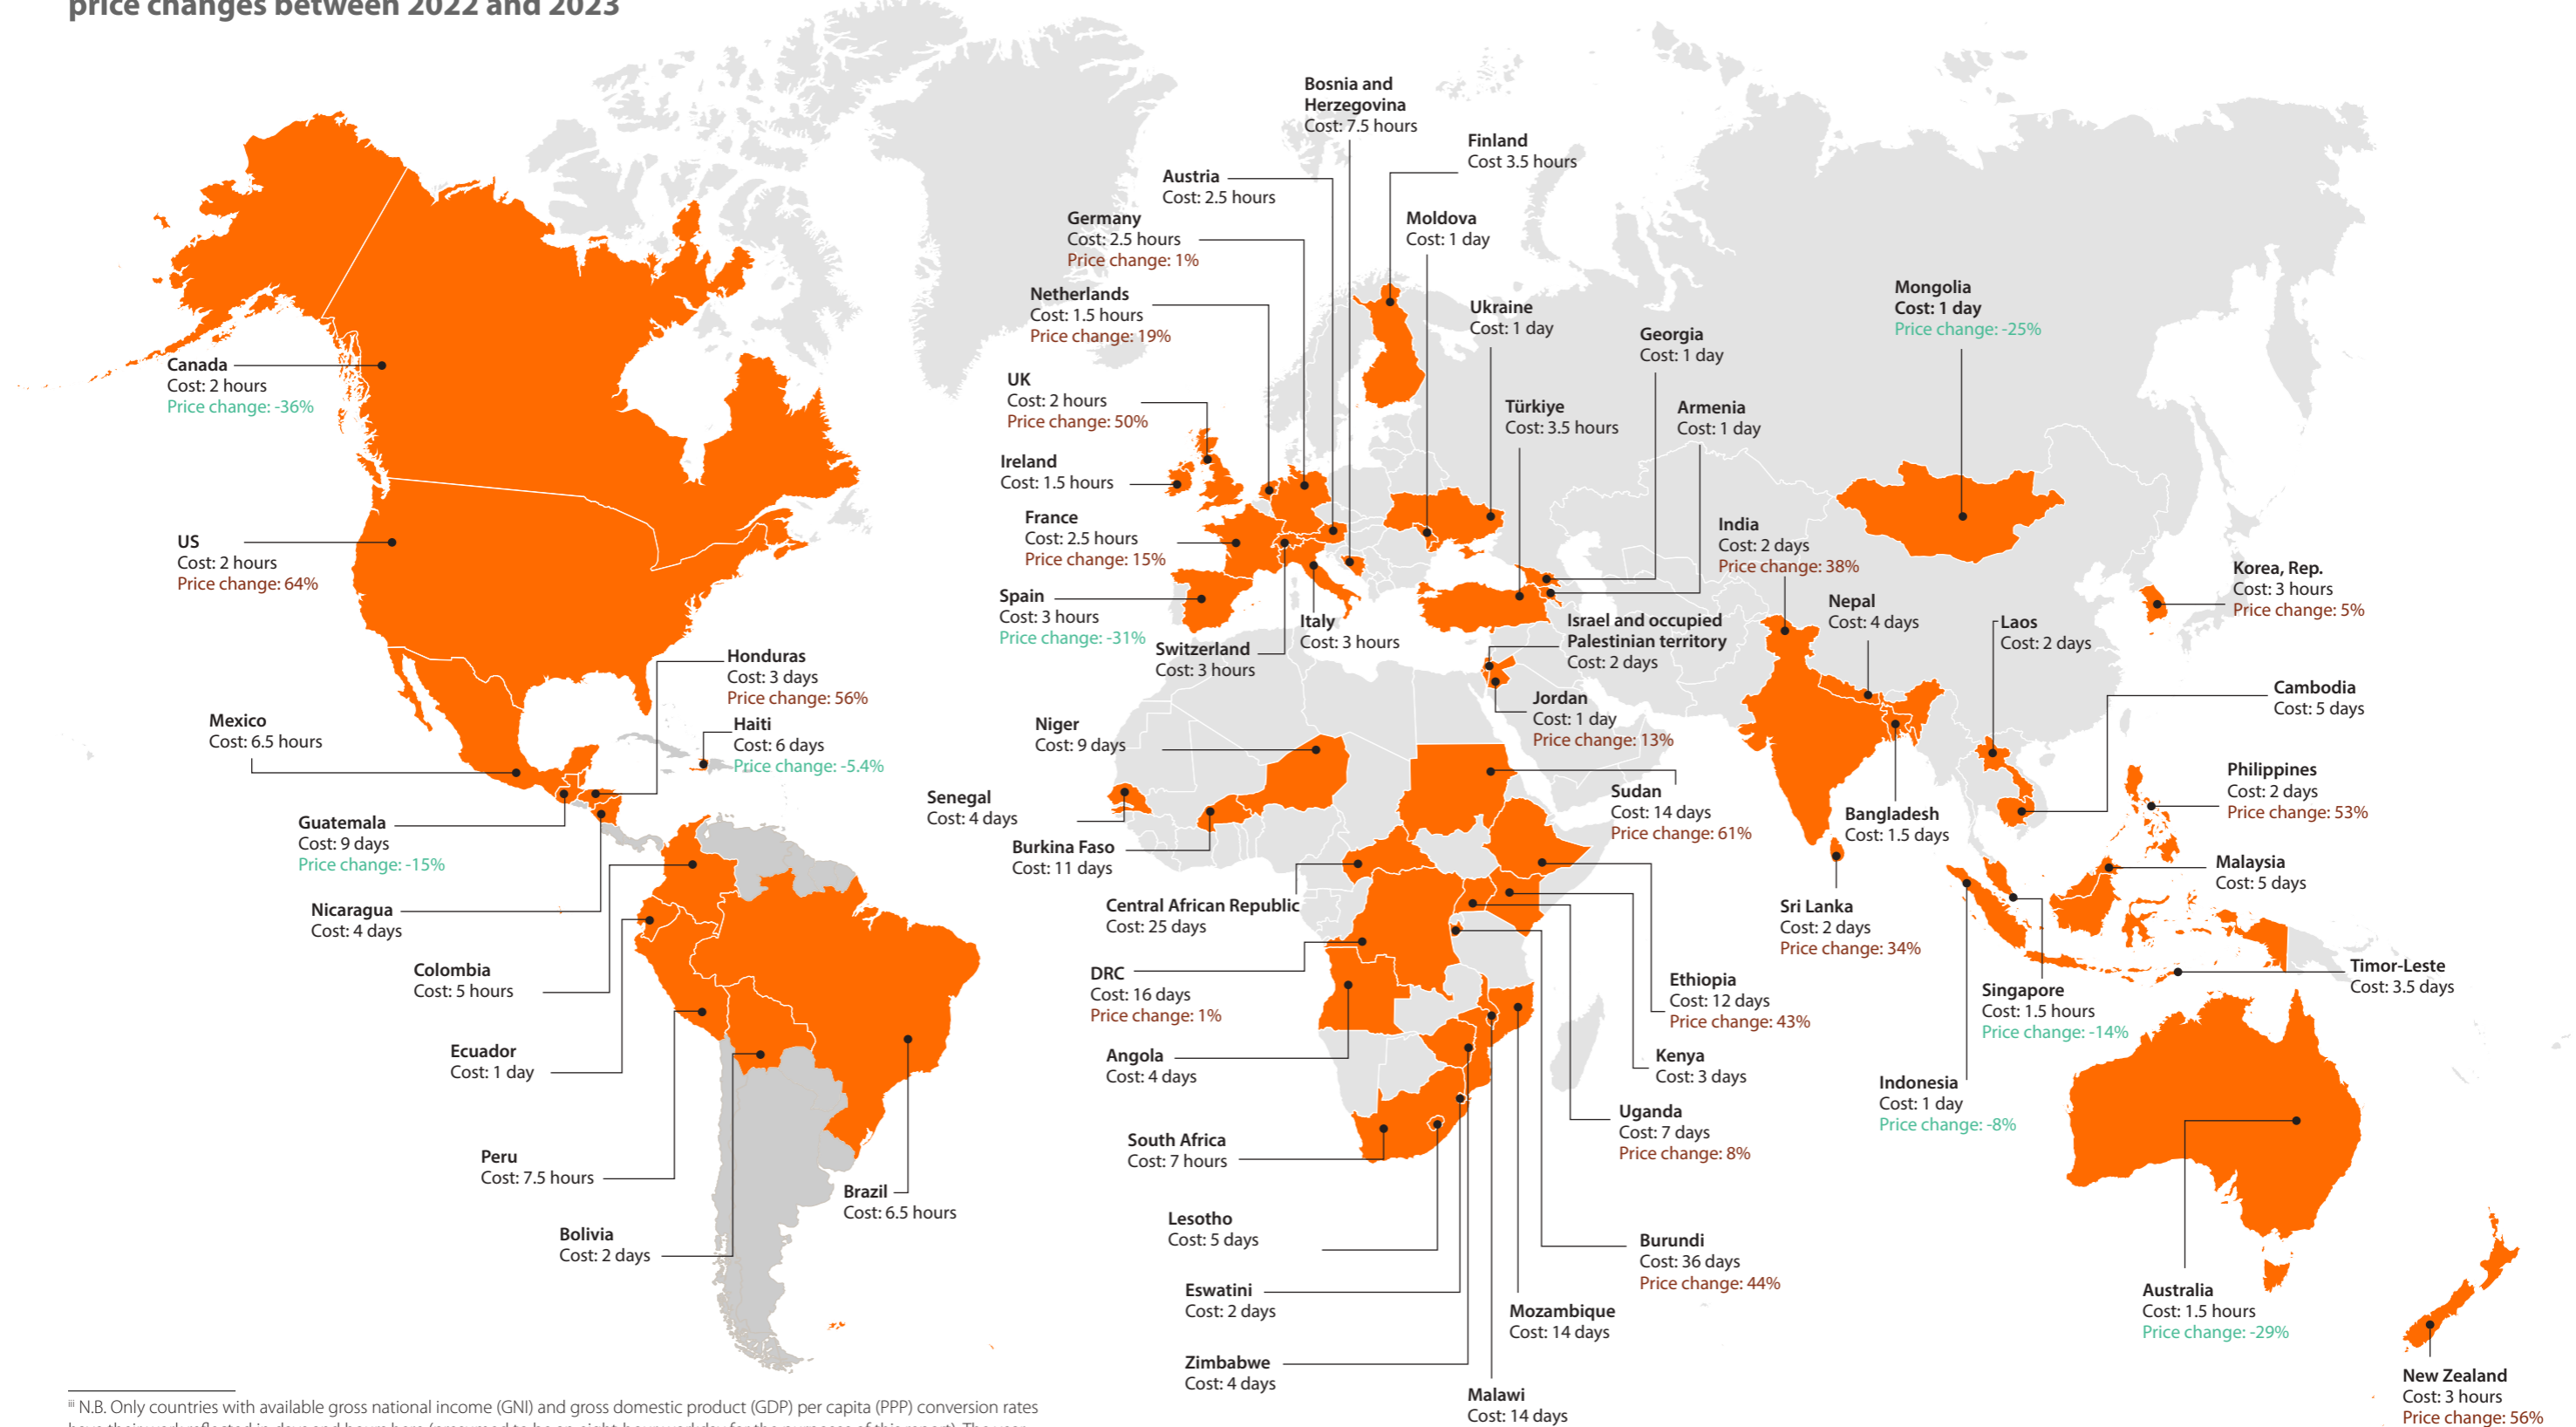 price changes between 2022 and 2023
Bosnia and
Herzegovina
Cost: 7.5 hours
Finland
Cost 3.5 hours
Austria
Cost: 2.5 hours
Germany
Cost: 2.5 hours
Price change: 1%
Moldova
Cost: 1 day
Netherlands
Cost: 1.5 hours
Price change: 19%
Ukraine
Cost: 1 day
Georgia
Cost: 1 day
Mongolia
Cost: 1 day
Price change: -25%
Canada
Cost: 2 hours
Price change: -36%
UK
Cost: 2 hours
Price change: 50%
Türkiye
Cost: 3.5 hours
Armenia
Cost: 1 day
Ireland
Cost: 1.5 hours
France
Cost: 2.5 hours
Price change: 15%
India
Cost: 2 days
Price change: 38%
US
Cost: 2 hours
Price change: 64%
Korea, Rep.
Cost: 3 hours
Price change: 5%
Spain
Cost: 3 hours
Price change: -31%
Switzerland
Cost: 3 hours
Italy
Cost: 3 hours
Israel and occupied
Palestinian territory
Cost: 2 days
Nepal
Cost: 4 days
Laos
Cost: 2 days
Honduras
Cost: 3 days
Price change: 56%
Jordan
Cost: 1 day
Price change: 13%
Cambodia
Cost: 5 days
Mexico
Cost: 6.5 hours
Haiti
Cost: 6 days
Price change: -5.4%
Niger
Cost: 9 days
Senegal
Cost: 4 days
Sudan
Cost: 14 days
Price change: 61%
Bangladesh
Cost: 1.5 days
Philippines
Cost: 2 days
Price change: 53%
Guatemala
Cost: 9 days
Price change: -15%
Burkina Faso
Cost: 11 days
Malaysia
Cost: 5 days
Nicaragua
Cost: 4 days
Central African Republic
Cost: 25 days
Sri Lanka
Cost: 2 days
Price change: 34%
Colombia
Cost: 5 hours
DRC
Cost: 16 days
Price change: 1%
Ethiopia
Cost: 12 days
Price change: 43%
Singapore
Cost: 1.5 hours
Price change: -14%
Timor-Leste
Cost: 3.5 days
Ecuador
Cost: 1 day
Angola
Cost: 4 days
Kenya
Cost: 3 days
Indonesia
Cost: 1 day
Price change: -8%
Uganda
Cost: 7 days
Price change: 8%
South Africa
Cost: 7 hours
Peru
Cost: 7.5 hours
Brazil
Cost: 6.5 hours
Bolivia
Cost: 2 days
Lesotho
Cost: 5 days
Burundi
Cost: 36 days
Price change: 44%
Eswatini
Cost: 2 days
Mozambique
Cost: 14 days
Australia
Cost: 1.5 hours
Price change: -29%
Zimbabwe
Cost: 4 days
Malawi
Cost: 14 days
New Zealand
Cost: 3 hours
Price change: 56%
iii N.B. Only countries with available gross national income (GNI) and gross domestic product (GDP) per capita (PPP) conversion rates